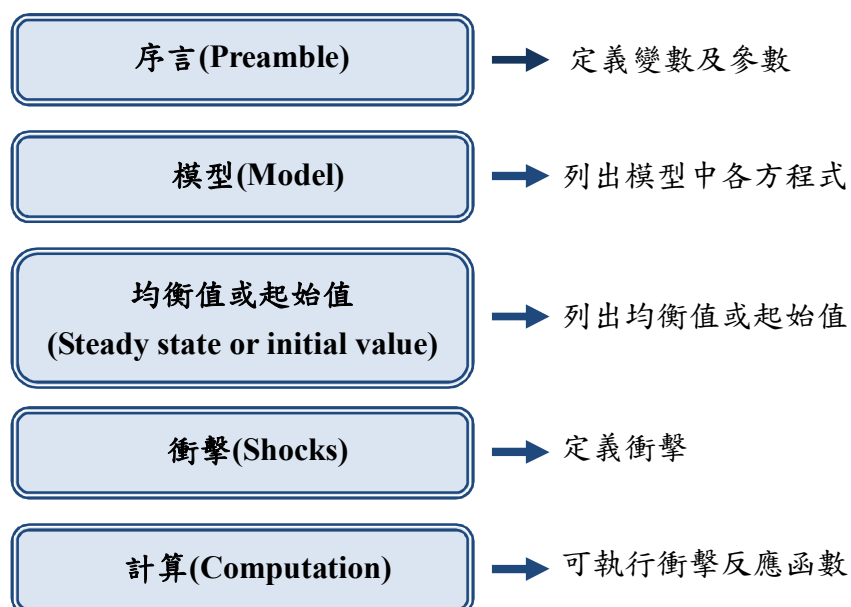 序言(Preamble)
定義變數及參數
模型(Model)
列出模型中各方程式
均衡值或起始值
(Steady state or initial value)
列出均衡值或起始值
衝擊(Shocks)
定義衝擊
計算(Computation)
可執行衝擊反應函數